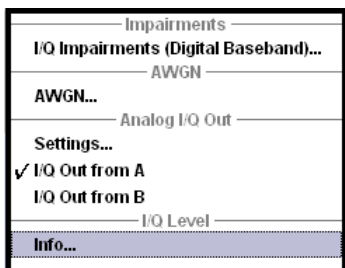 Impairments
I/Q Impairments (Digital Baseband)...
AWGN
AWGN...
Analog I/Q Out
Settings...
I/Q Out from A
I/Q Out from B
I/Q Level
Info...